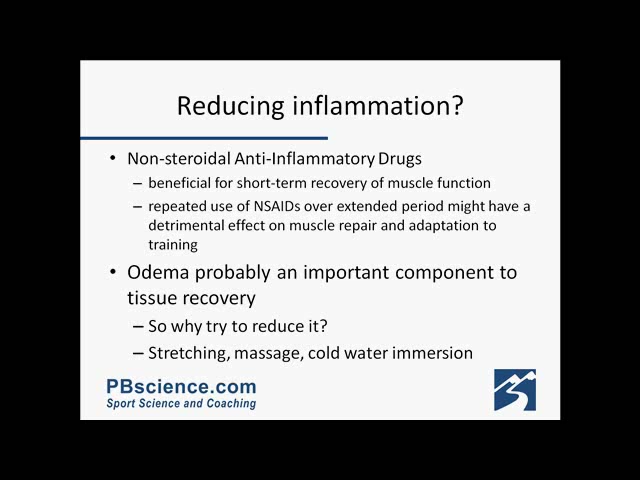 Reducing inflammation?
• Non-steroidal Anti-Inflammatory Drugs
– beneficial for short-term recovery of muscle function
– repeated use of NSAIDs over extended period might have a
detrimental effect on muscle repair and adaptation to
training
• Odema probably an important component to
tissue recovery
– So why try to reduce it?
– Stretching, massage, cold water immersion
PBscience.com
Sport Science and Coaching